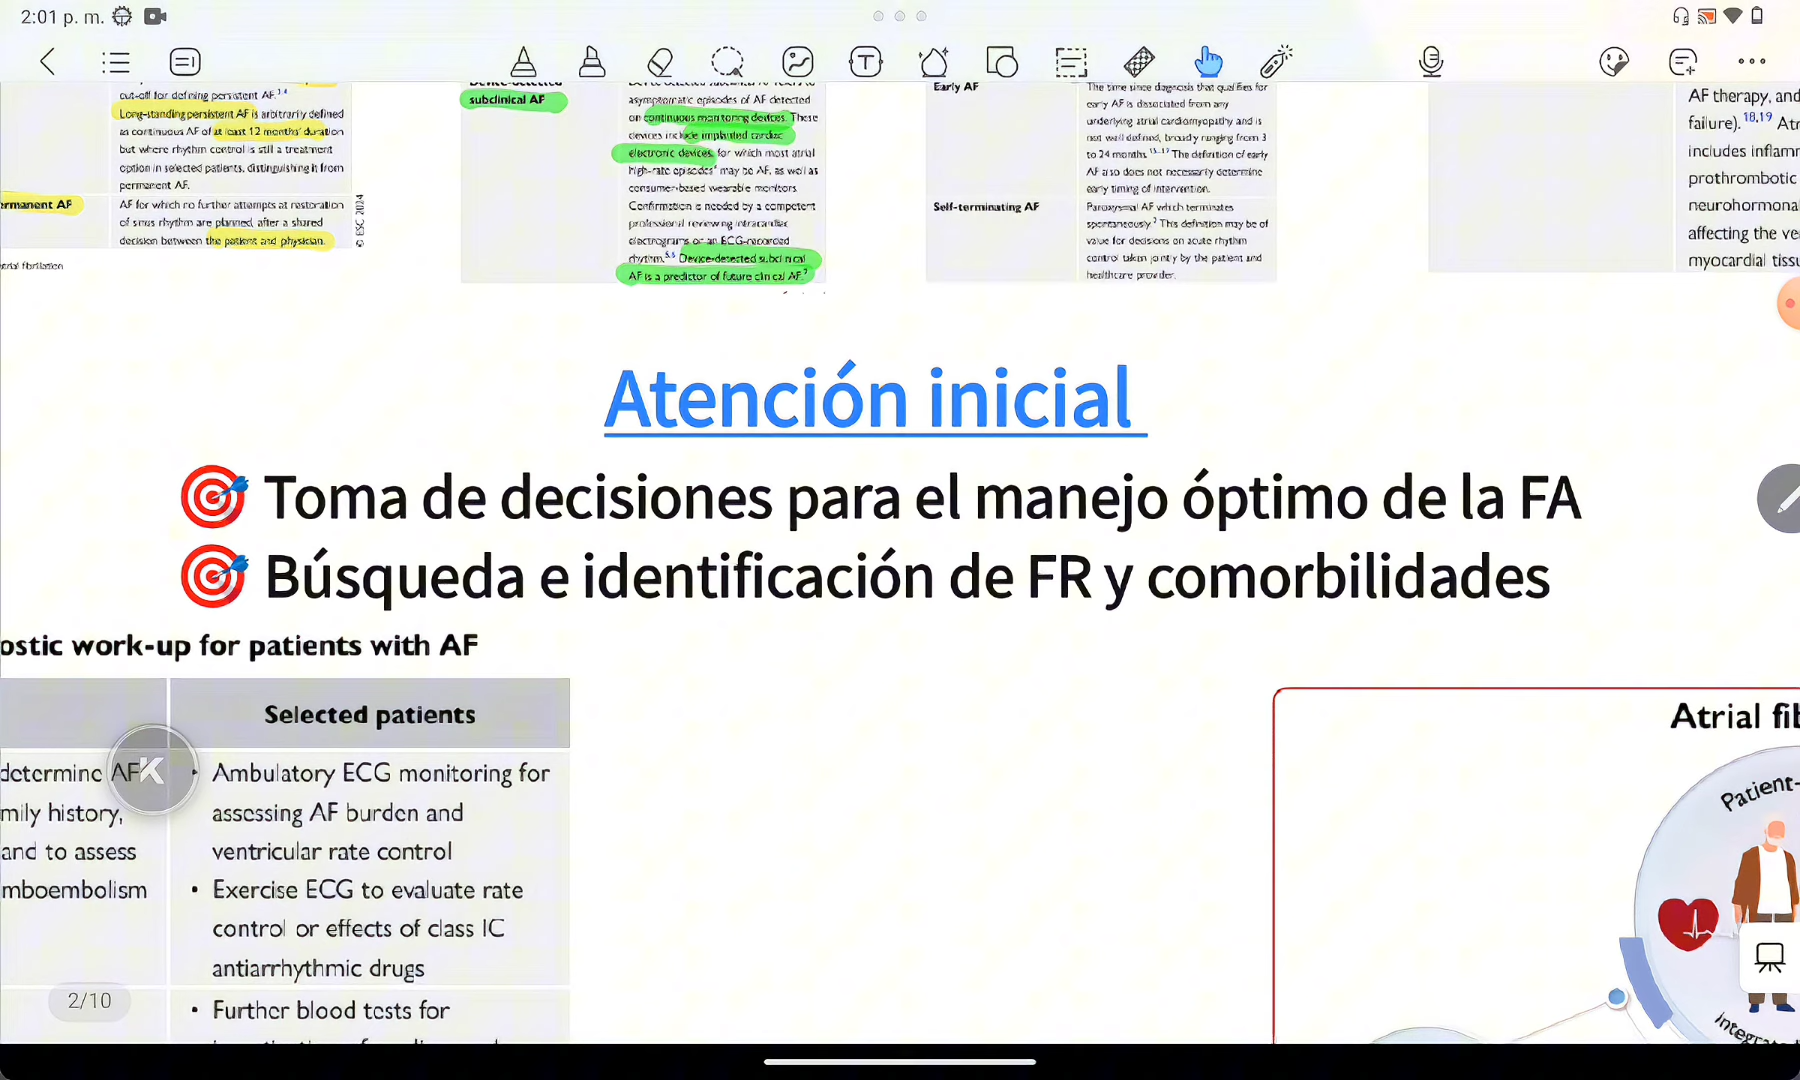 2:01 p. m.
cut-off for defining persistent AF.
Long-standing persistent AF is arbitrarily defined
as continuous AF of at least 12 months' duration
but where rhythm control is still a treatment
option in selected patients, distinguishing it from
permanent AF.
rmanent AF
AF for which no further attempts at restoration
of sinus rhythm are planned, after a shared
decision between the patient and physician.
© ESC 2024
trial fibrillation
subclinical AF
asymptomatic episodes of AF detected
on continuous monitoring devices. These
devices include implanted cardiac
electronic devices, for which most atrial
high-rate episodes may be AF, as well as
consumer-based wearable monitors.
Confirmation is needed by a competent
professional reviewing intracardiac
electrograms or an ECG-recorded
rhythm.5,6 Device-detected subclinical
AF is a predictor of future clinical AF.7
Early AF
The time since diagnosis that qualifies for
early AF is dissociated from any
underlying atrial cardiomyopathy and is
not well defined, broadly ranging from 3
to 24 months. The definition of early
AF also does not necessarily determine
early timing of intervention.
Self-terminating AF
Paroxysmal AF which terminates
spontaneously.2 This definition may be of
value for decisions on acute rhythm
control taken jointly by the patient and
healthcare provider.
AF therapy, and
failure).18,19 Atr
includes inflamm
prothrombotic
neurohormonal
affecting the ve
myocardial tissu
Atención inicial
🎯 Toma de decisiones para el manejo óptimo de la FA
🎯 Búsqueda e identificación de FR y comorbilidades
ostic work-up for patients with AF
Selected patients
determine AF
mily history,
and to assess
mboembolism
• Ambulatory ECG monitoring for
assessing AF burden and
ventricular rate control
• Exercise ECG to evaluate rate
control or effects of class IC
antiarrhythmic drugs
• Further blood tests for
K
2/10
Atrial fib
Patient-
integrated